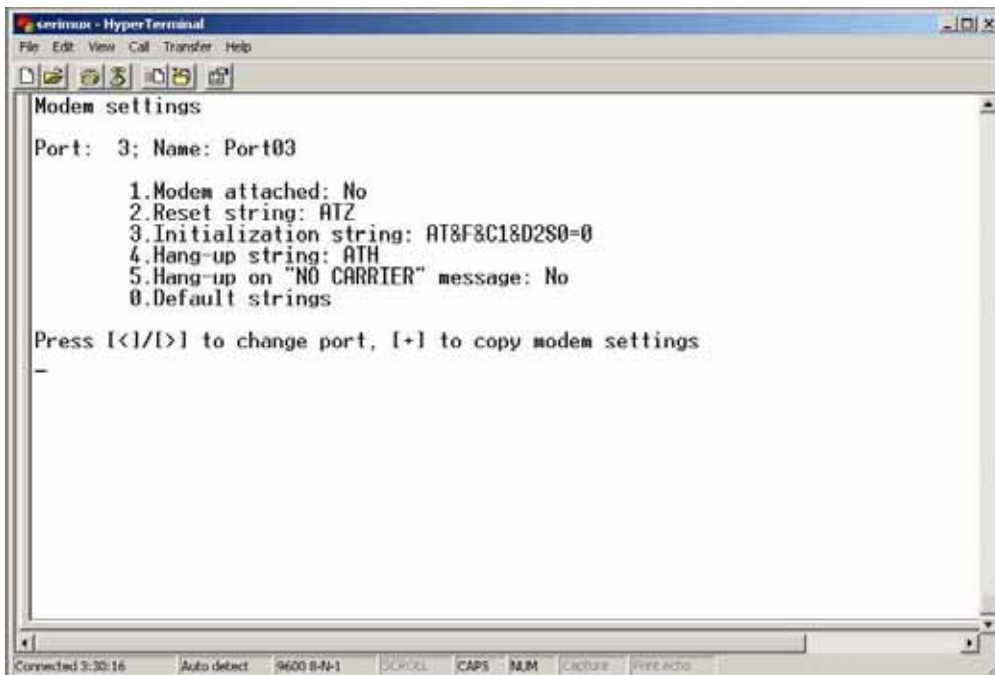 serimux - HyperTerminal
File Edit View Call Transfer Help
Modem settings
Port: 3; Name: Port03
1.Modem attached: No
2.Reset string: ATZ
3.Initialization string: AT&F&C1&D2S0=0
4.Hang-up string: ATH
5.Hang-up on "NO CARRIER" message: No
0.Default strings
Press [<]/[>] to change port, [+] to copy modem settings
Connected 3:30:16 Auto detect 9600 8-N-1 SCROLL CAPS NUM Capture Print echo